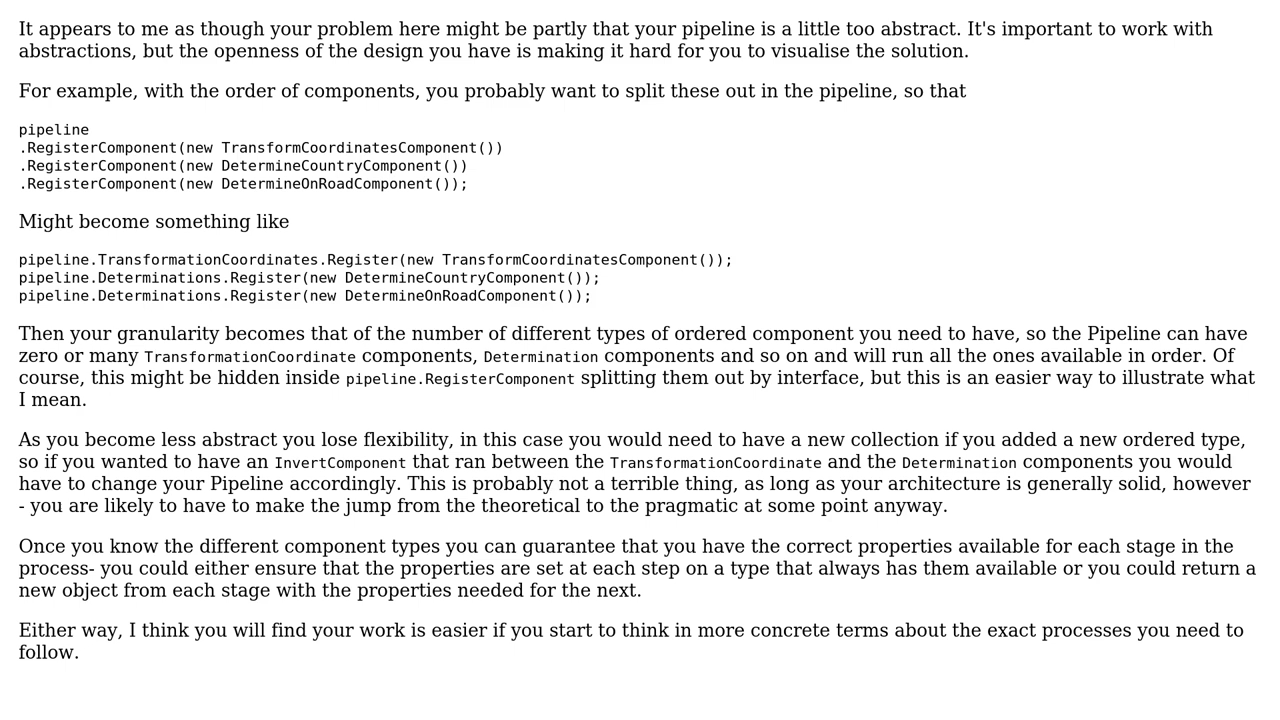 It appears to me as though your problem here might be partly that your pipeline is a little too abstract. It's important to work with
abstractions, but the openness of the design you have is making it hard for you to visualise the solution.
For example, with the order of components, you probably want to split these out in the pipeline, so that
pipeline
.RegisterComponent(new TransformCoordinatesComponent())
.RegisterComponent(new DetermineCountryComponent())
.RegisterComponent(new DetermineOnRoadComponent());
Might become something like
pipeline.TransformationCoordinates.Register(new TransformCoordinatesComponent());
pipeline.Determinations.Register(new DetermineCountryComponent());
pipeline.Determinations.Register(new DetermineOnRoadComponent());
Then your granularity becomes that of the number of different types of ordered component you need to have, so the Pipeline can have
zero or many TransformationCoordinate components, Determination components and so on and will run all the ones available in order. Of
course, this might be hidden inside pipeline.RegisterComponent splitting them out by interface, but this is an easier way to illustrate what
I mean.
As you become less abstract you lose flexibility, in this case you would need to have a new collection if you added a new ordered type,
so if you wanted to have an InvertComponent that ran between the TransformationCoordinate and the Determination components you would
have to change your Pipeline accordingly. This is probably not a terrible thing, as long as your architecture is generally solid, however
- you are likely to have to make the jump from the theoretical to the pragmatic at some point anyway.
Once you know the different component types you can guarantee that you have the correct properties available for each stage in the
process- you could either ensure that the properties are set at each step on a type that always has them available or you could return a
new object from each stage with the properties needed for the next.
Either way, I think you will find your work is easier if you start to think in more concrete terms about the exact processes you need to
follow.